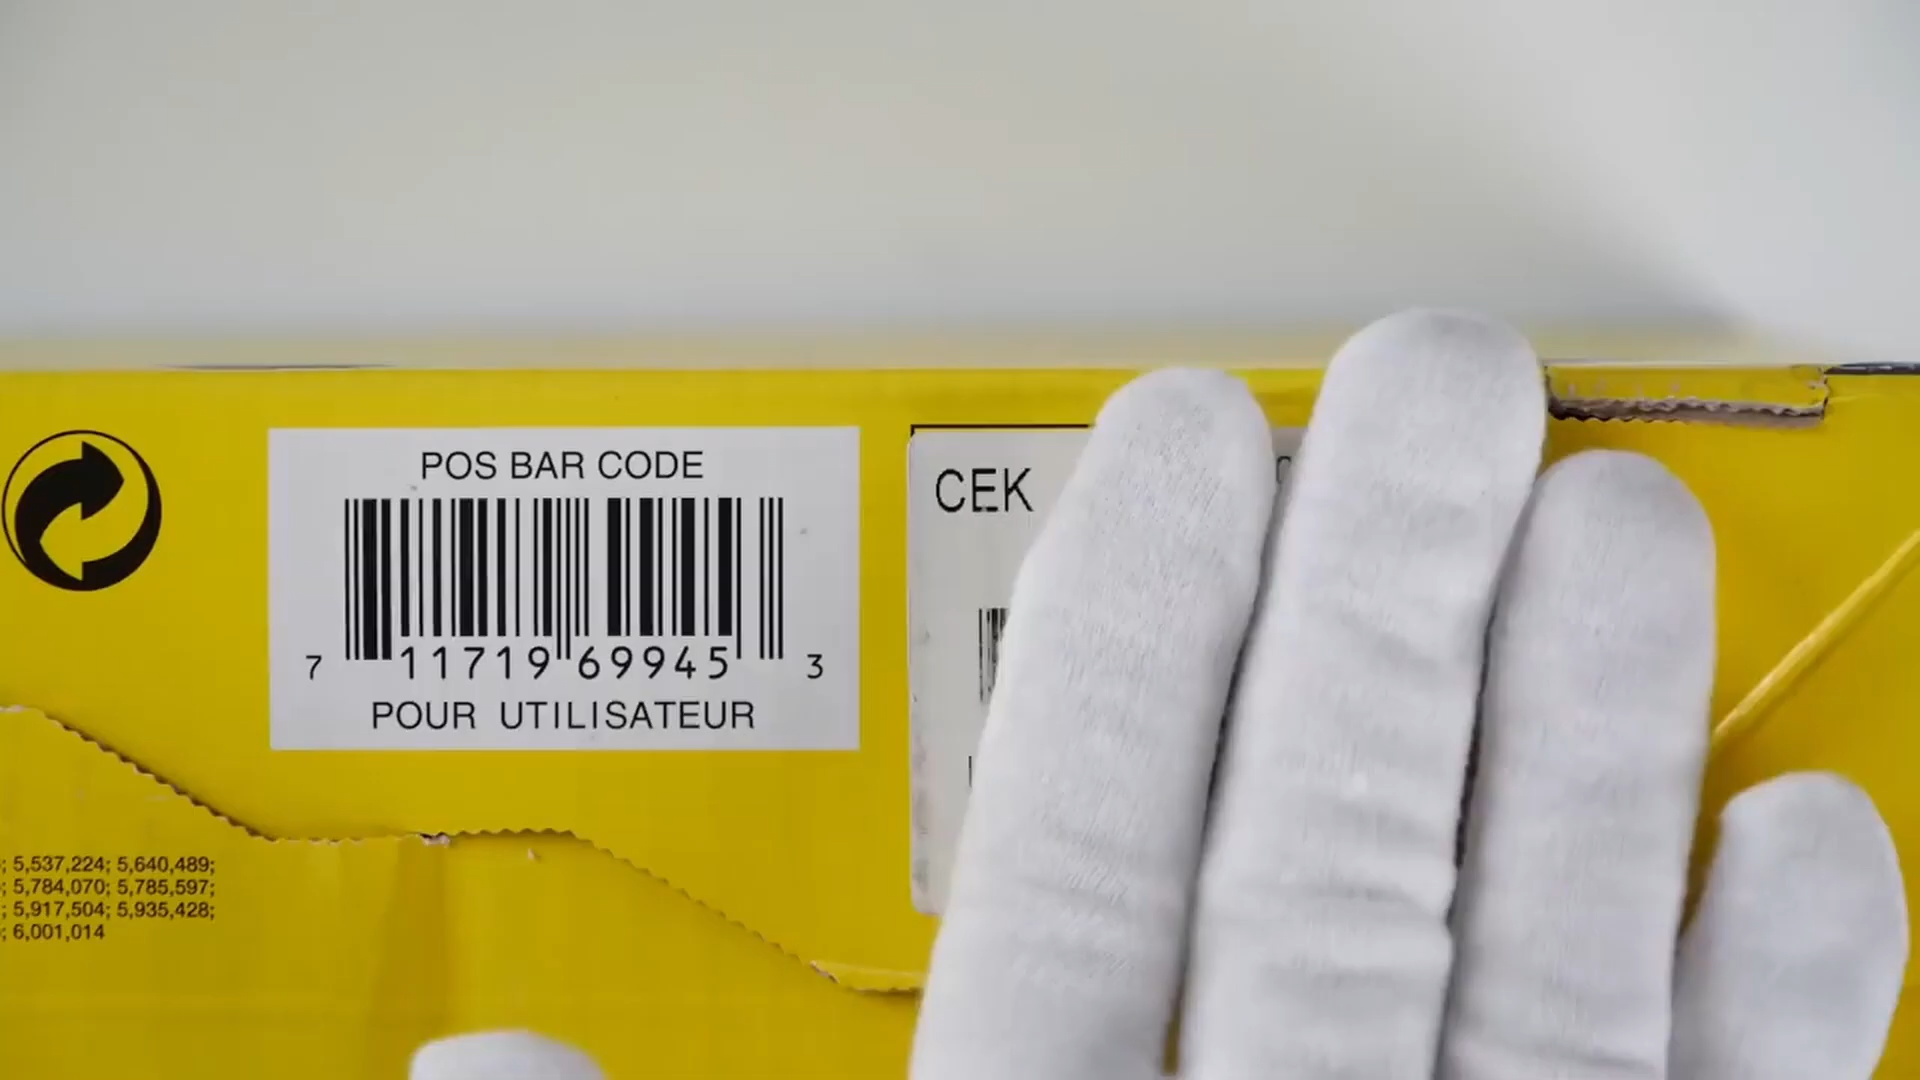 POS BAR CODE
7 11719 69945 3
POUR UTILISATEUR
CEK
; 5,537,224; 5,640,489;
; 5,784,070; 5,785,597;
; 5,917,504; 5,935,428;
; 6,001,014